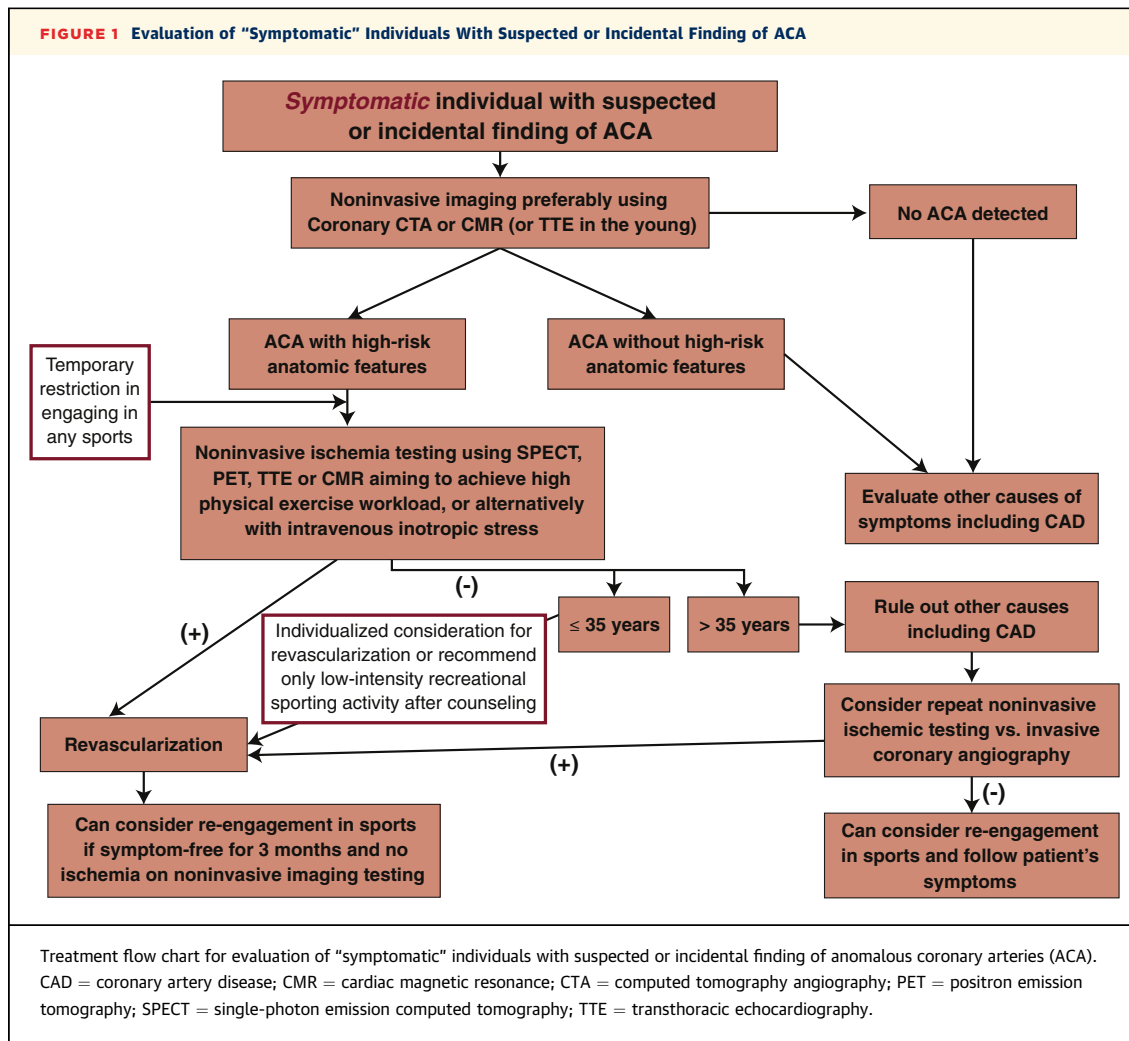 FIGURE 1 Evaluation of “Symptomatic” Individuals With Suspected or Incidental Finding of ACA
Symptomatic individual with suspected
or incidental finding of ACA
Noninvasive imaging preferably using
Coronary CTA or CMR (or TTE in the young)
No ACA detected
ACA with high-risk
anatomic features
ACA without high-risk
anatomic features
Temporary
restriction in
engaging in
any sports
Noninvasive ischemia testing using SPECT,
PET, TTE or CMR aiming to achieve high
physical exercise workload, or alternatively
with intravenous inotropic stress
Evaluate other causes of
symptoms including CAD
(-)
(+)
≤ 35 years
> 35 years
Rule out other causes
including CAD
Individualized consideration for
revascularization or recommend
only low-intensity recreational
sporting activity after counseling
Revascularization
Consider repeat noninvasive
ischemic testing vs. invasive
coronary angiography
(+)
(-)
Can consider re-engagement in sports
if symptom-free for 3 months and no
ischemia on noninvasive imaging testing
Can consider re-engagement
in sports and follow patient’s
symptoms
Treatment flow chart for evaluation of “symptomatic” individuals with suspected or incidental finding of anomalous coronary arteries (ACA).
CAD = coronary artery disease; CMR = cardiac magnetic resonance; CTA = computed tomography angiography; PET = positron emission
tomography; SPECT = single-photon emission computed tomography; TTE = transthoracic echocardiography.